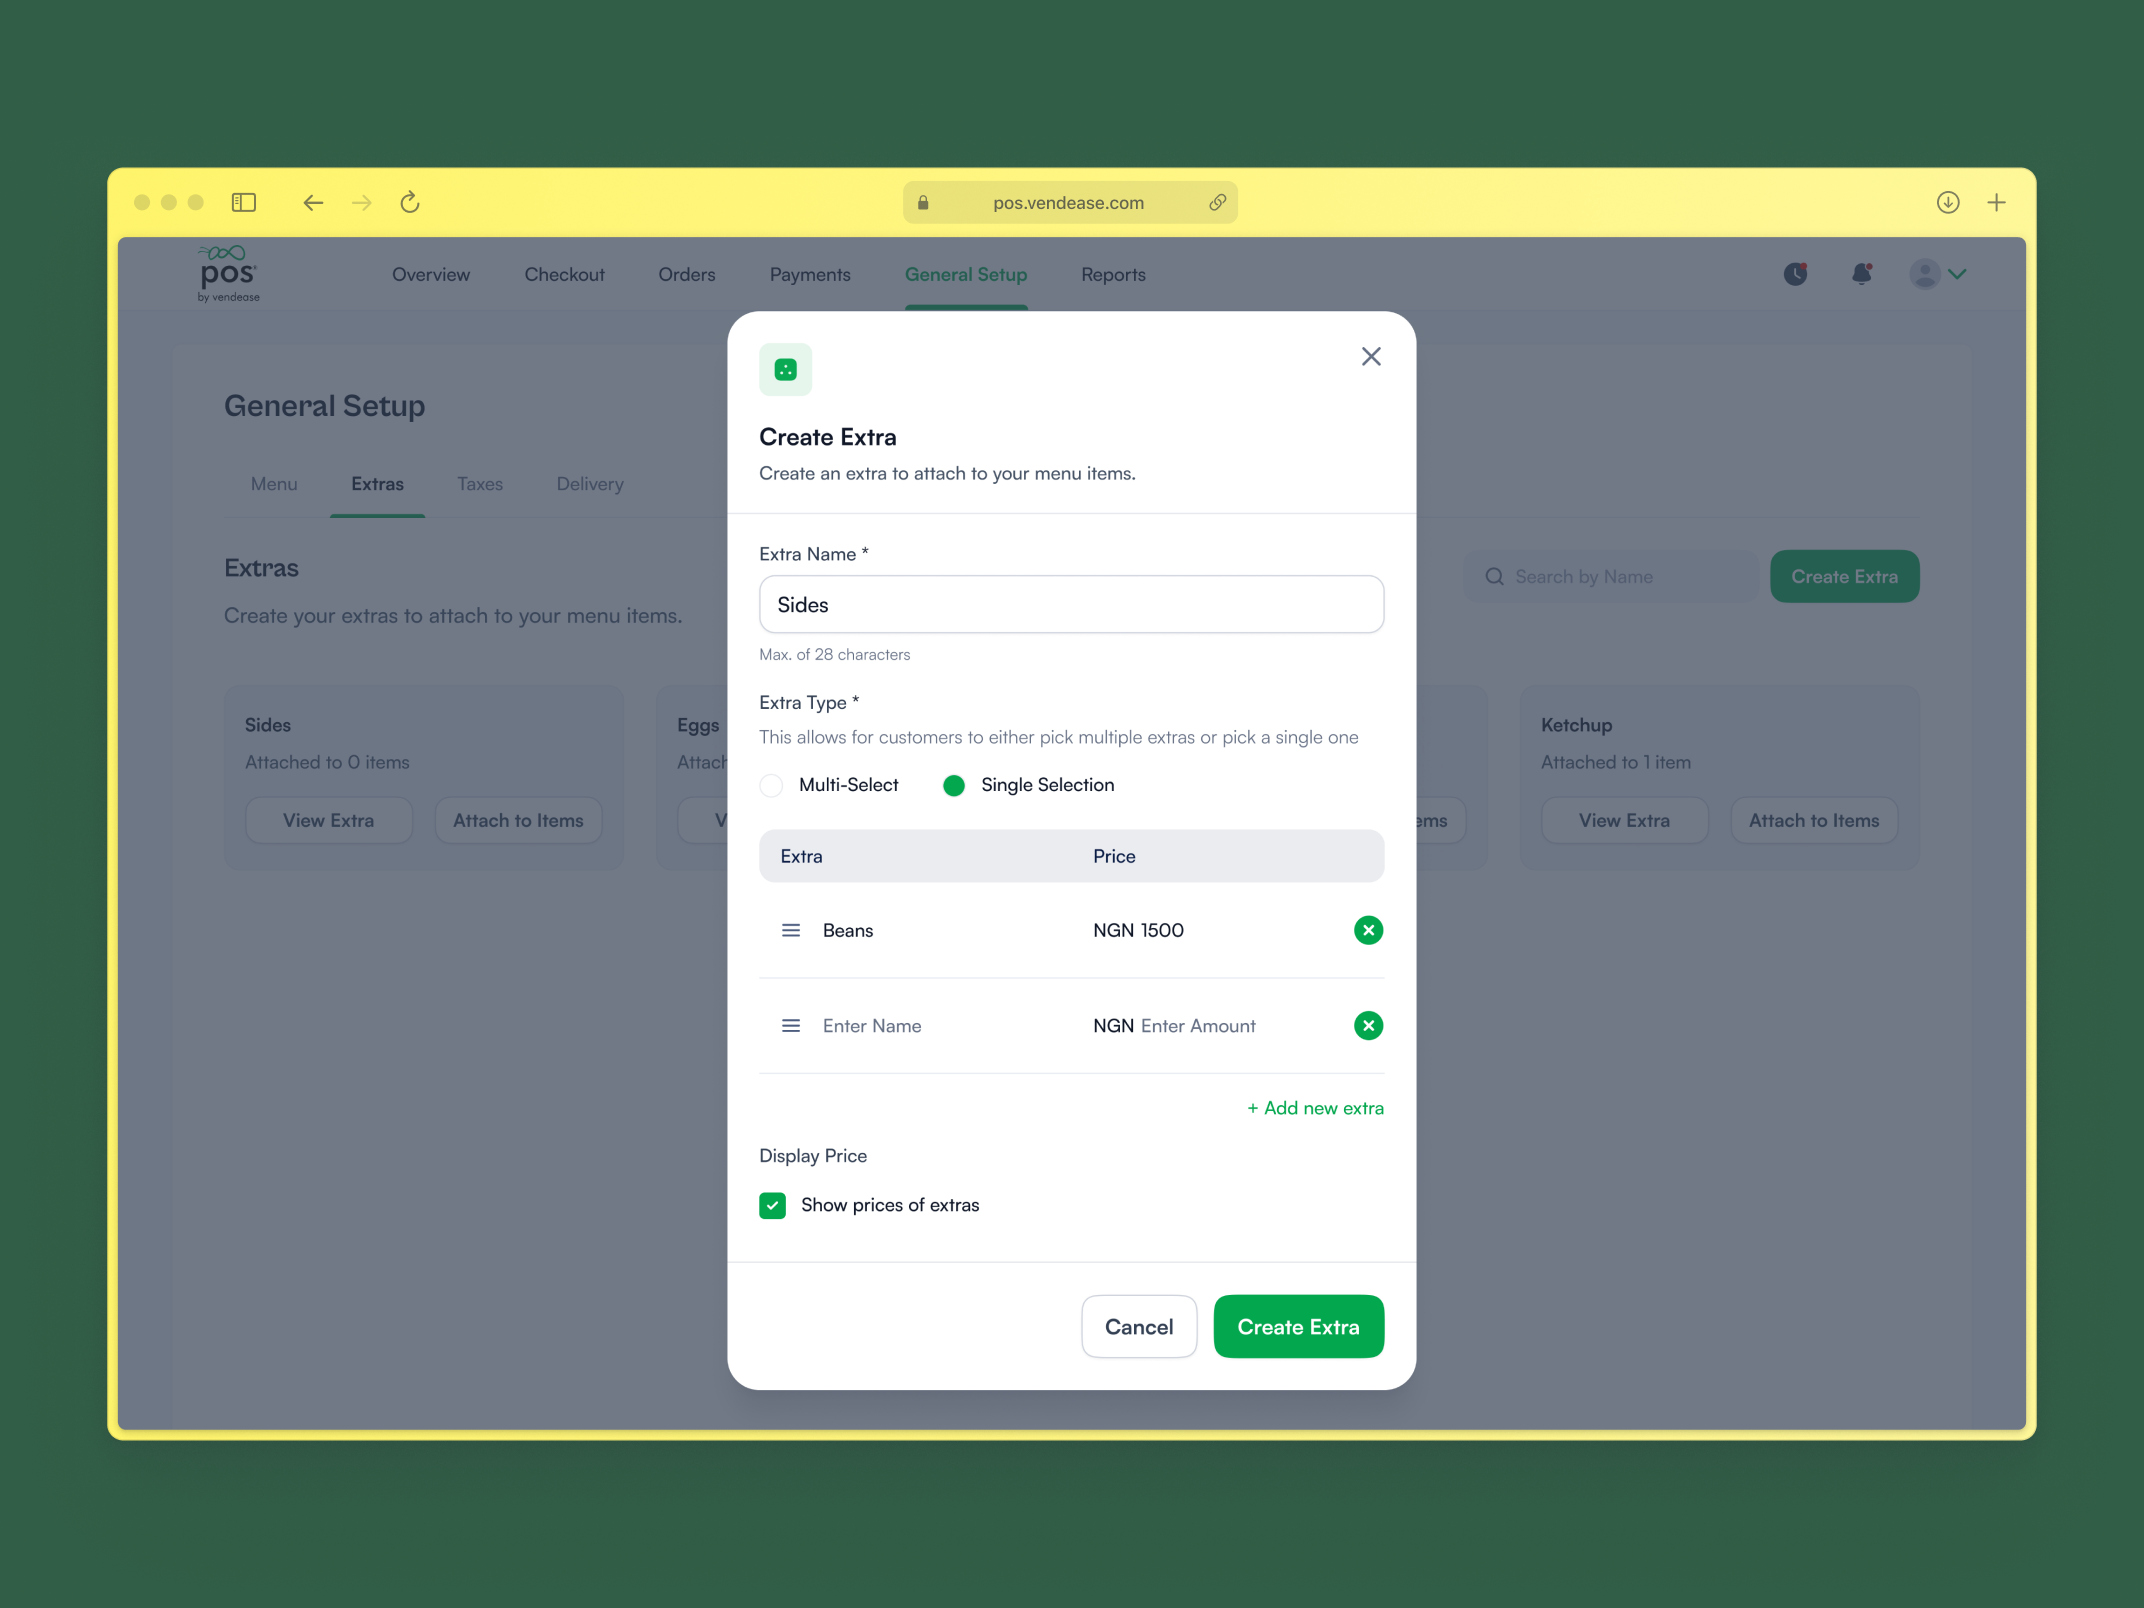 pos.vendease.com
pos
by vendease
Overview
Checkout
Orders
Payments
General Setup
Reports
General Setup
Menu
Extras
Taxes
Delivery
Extras
Create your extras to attach to your menu items.
Search by Name
Create Extra
Sides
Attached to 0 items
View Extra
Attach to Items
Eggs
Ketchup
Attached to 1 item
View Extra
Attach to Items
Create Extra
Create an extra to attach to your menu items.
Extra Name *
Sides
Max. of 28 characters
Extra Type *
This allows for customers to either pick multiple extras or pick a single one
Multi-Select
Single Selection
Extra
Price
Beans
NGN 1500
Enter Name
NGN Enter Amount
+ Add new extra
Display Price
Show prices of extras
Cancel
Create Extra